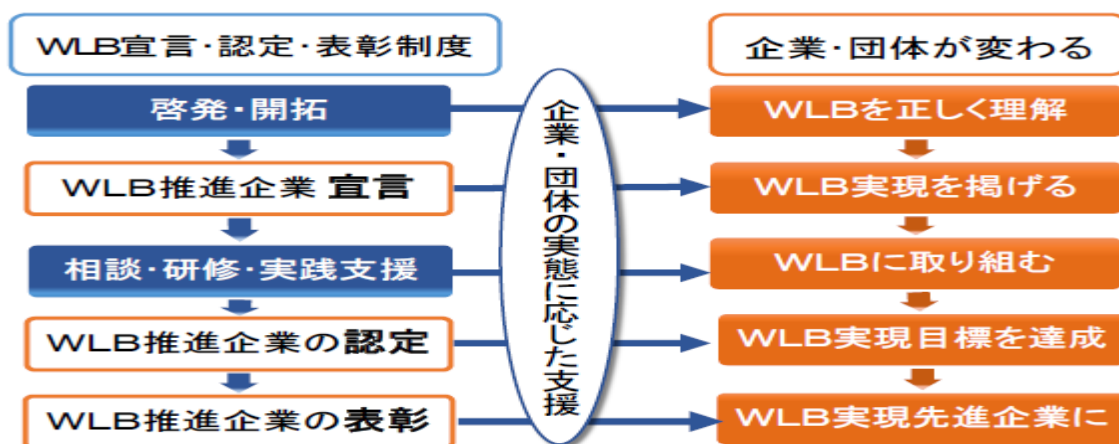 WLB宣言・認定・表彰制度
啓発・開拓
WLB推進企業 宣言
相談・研修・実践支援
WLB推進企業の認定
WLB推進企業の表彰
企業・団体の実態に応じた支援
企業・団体が変わる
WLBを正しく理解
WLB実現を掲げる
WLBに取り組む
WLB実現目標を達成
WLB実現先進企業に